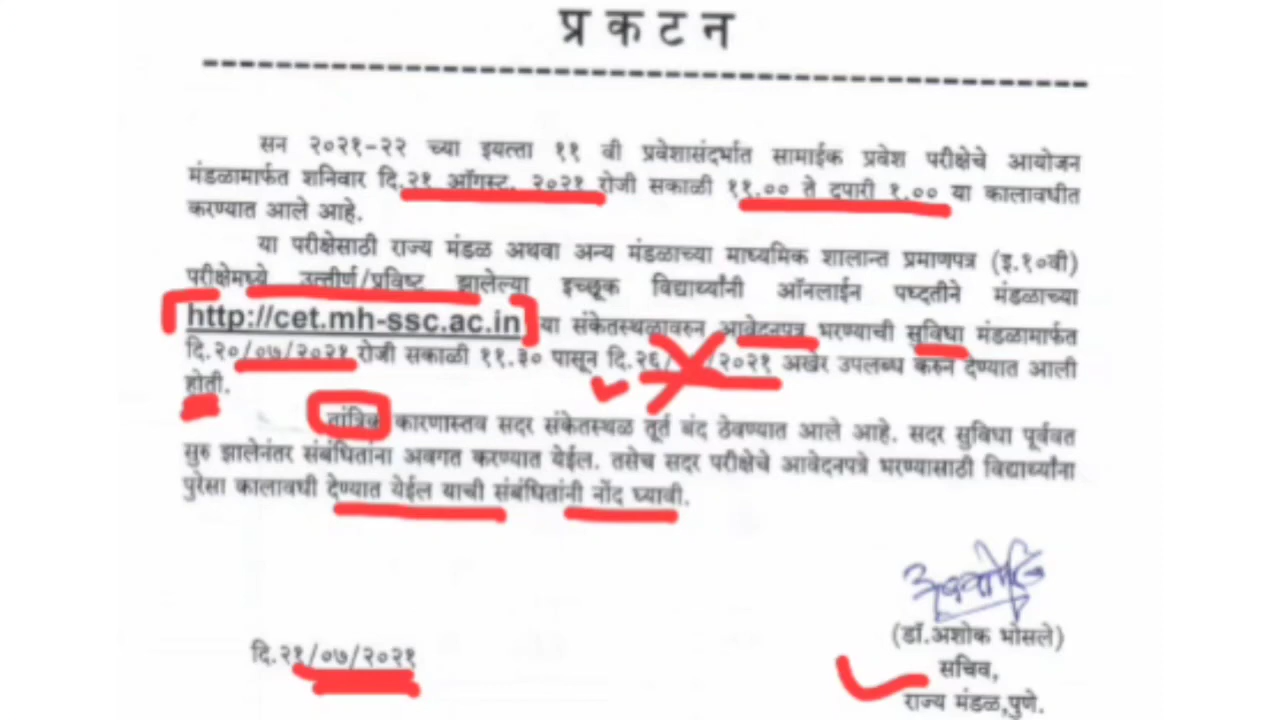 प्रकटन
सन २०२१-२२ च्या इयत्ता ११ वी प्रवेशासंदर्भात सामाईक प्रवेश परीक्षेचे आयोजन
मंडळामार्फत शनिवार दि.२१ ऑगस्ट, २०२१ रोजी सकाळी ११.०० ते दपारी १.०० या कालावधीत
करण्यात आले आहे.
या परीक्षेसाठी राज्य मंडळ अथवा अन्य मंडळाच्या माध्यमिक शालान्त प्रमाणपत्र (इ.१०वी)
परीक्षेमध्ये उत्तीर्ण/प्रविष्ट झालेल्या इच्छूक विद्यार्थ्यांनी ऑनलाईन पध्दतीने मंडळाच्या
http://cet.mh-ssc.ac.in या संकेतस्थळावरुन आवेदनपत्र भरण्याची सुविधा मंडळामार्फत
दि.२०/०७/२०२१ रोजी सकाळी ११.३० पासून दि.२६/ /२०२१ अखेर उपलब्ध करुन देण्यात आली
होती.
तांत्रिक कारणास्तव सदर संकेतस्थळ तूर्त बंद ठेवण्यात आले आहे. सदर सुविधा पूर्ववत
सुरु झालेनंतर संबंधितांना अवगत करण्यात येईल. तसेच सदर परीक्षेचे आवेदनपत्रे भरण्यासाठी विद्यार्थ्यांना
पुरेसा कालावधी देण्यात येईल याची संबंधितांनी नोंद घ्यावी.
(डॉ.अशोक भोसले)
दि.२१/०७/२०२१
सचिव,
राज्य मंडळ,पुणे.